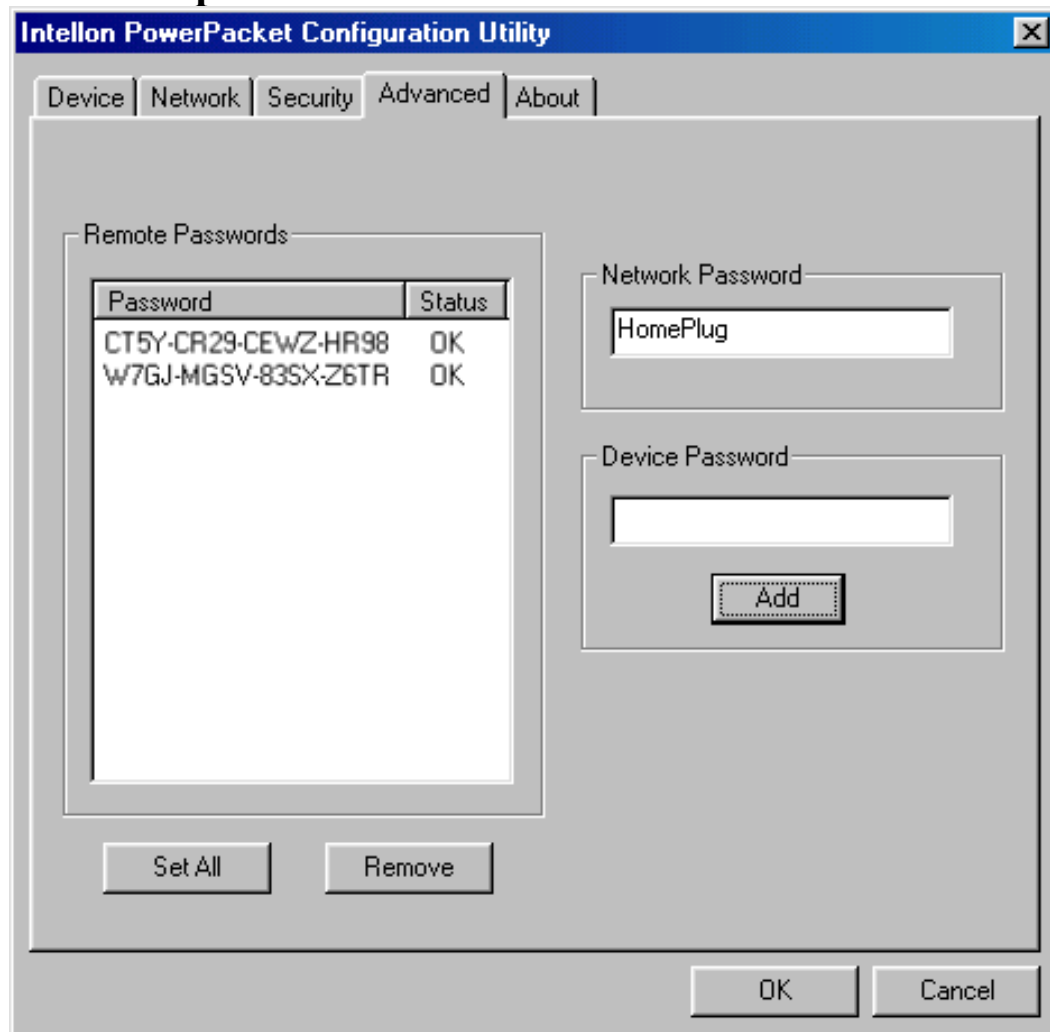 Intellon PowerPacket Configuration Utility
Device Network Security Advanced About
Remote Passwords
Password Status
CT5Y-CR29-CEWZ-HR98 OK
W7GJ-MGSV-83SX-Z6TR OK
Network Password
HomePlug
Device Password
Add
Set All Remove
OK Cancel